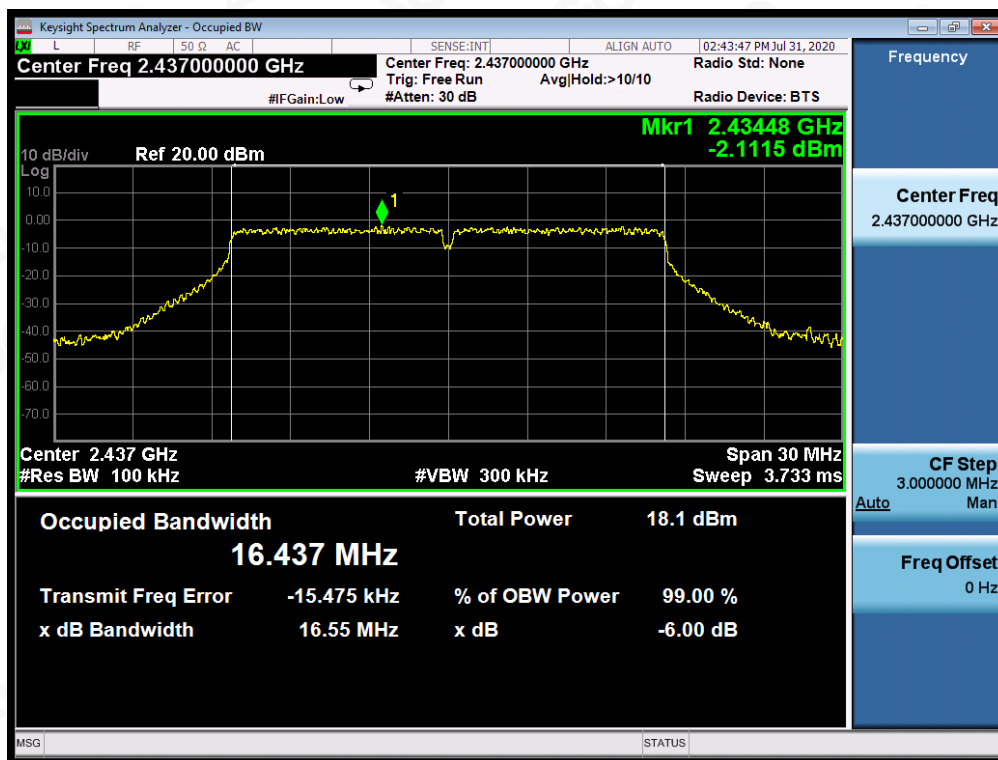 Keysight Spectrum Analyzer - Occupied BW
LXI L RF 50 Ω AC SENSE:INT ALIGN AUTO 02:43:47 PM Jul 31, 2020
Center Freq 2.437000000 GHz
Center Freq: 2.437000000 GHz
Radio Std: None
Trig: Free Run Avg|Hold:>10/10
#IFGain:Low #Atten: 30 dB Radio Device: BTS
Mkr1 2.43448 GHz
-2.1115 dBm
10 dB/div Ref 20.00 dBm
Log
10.0
0.00
-10.0
-20.0
-30.0
-40.0
-50.0
-60.0
-70.0
1
Center 2.437 GHz Span 30 MHz
#Res BW 100 kHz #VBW 300 kHz Sweep 3.733 ms
Occupied Bandwidth Total Power 18.1 dBm
16.437 MHz
Transmit Freq Error -15.475 kHz % of OBW Power 99.00 %
x dB Bandwidth 16.55 MHz x dB -6.00 dB
MSG STATUS
Frequency
Center Freq
2.437000000 GHz
CF Step
3.000000 MHz
Auto Man
Freq Offset
0 Hz